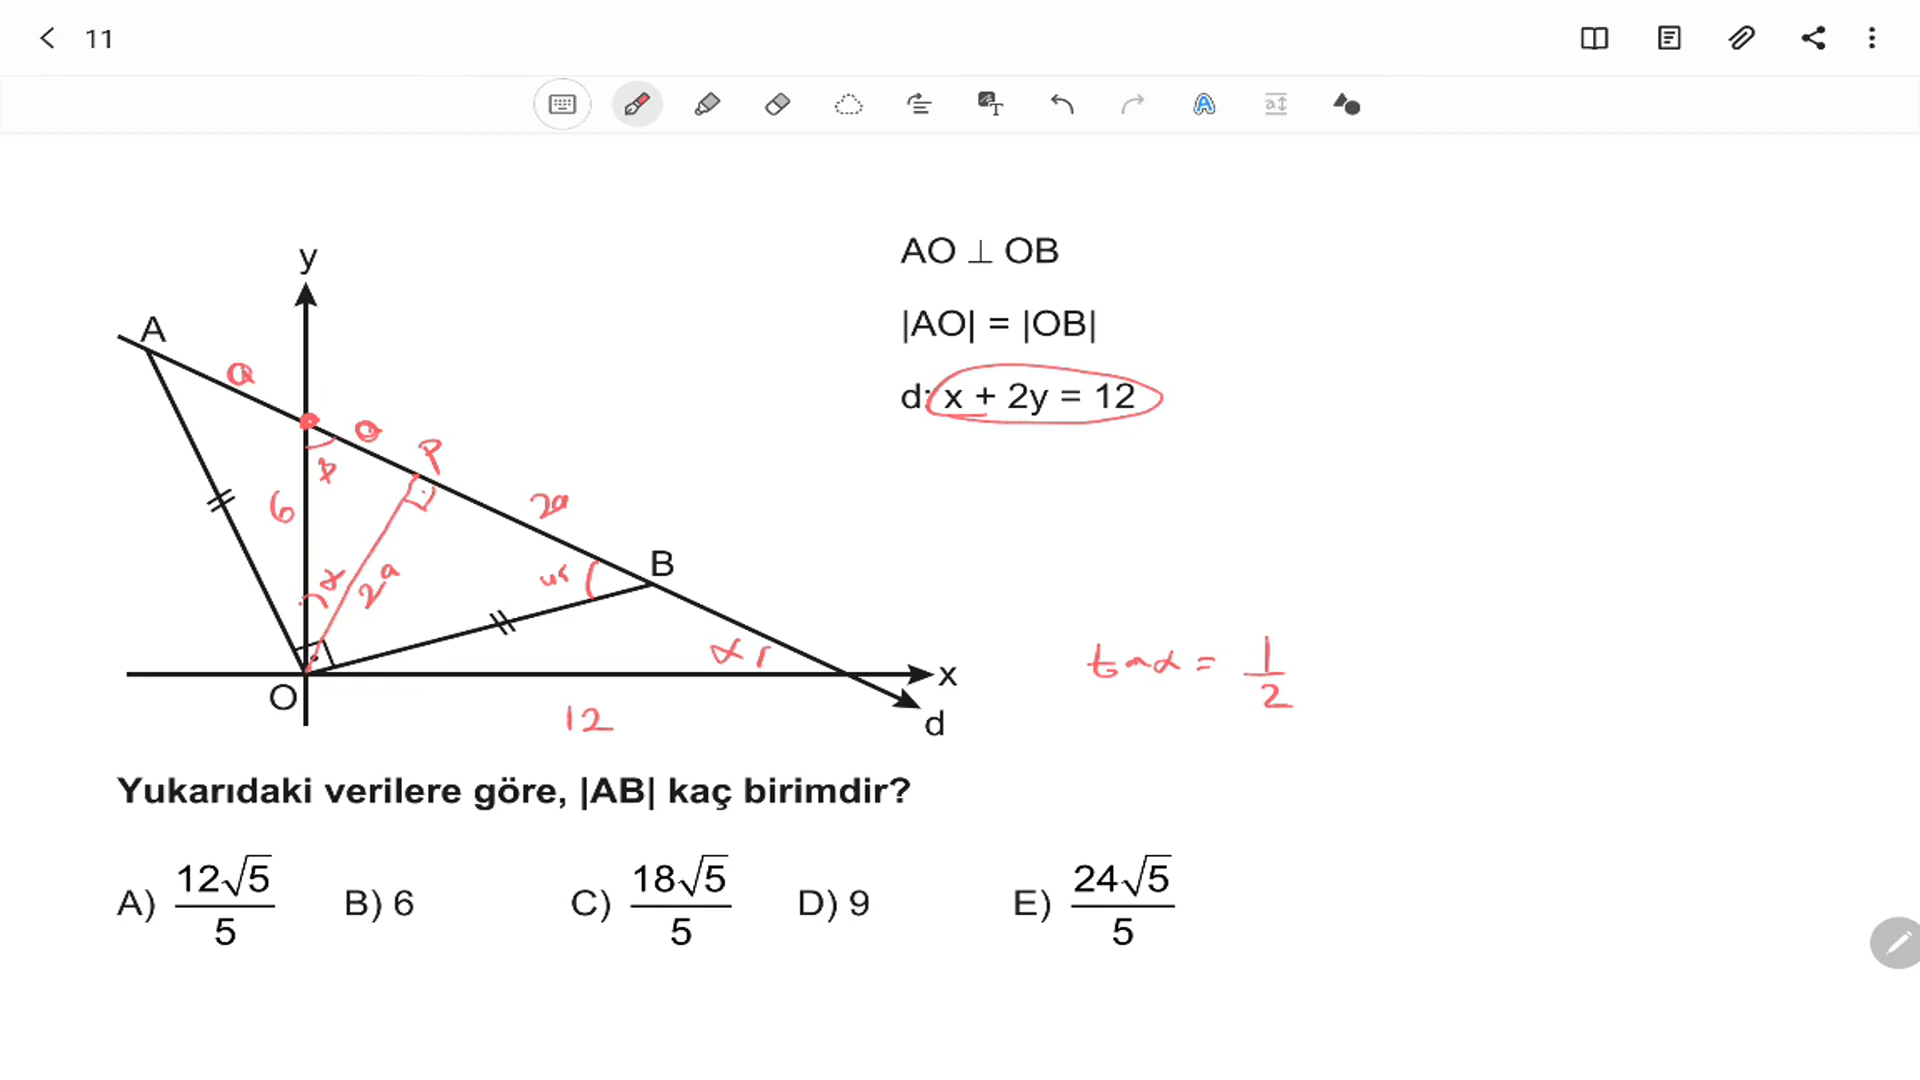 11
y
AO ⊥ OB
|AO| = |OB|
d: x + 2y = 12
A
a
a
P
α
6
2a
B
45
α
2a
α
O
x
12
d
tanα = 1/2
Yukarıdaki verilere göre, |AB| kaç birimdir?
A) 12√5/5 B) 6 C) 18√5/5 D) 9 E) 24√5/5